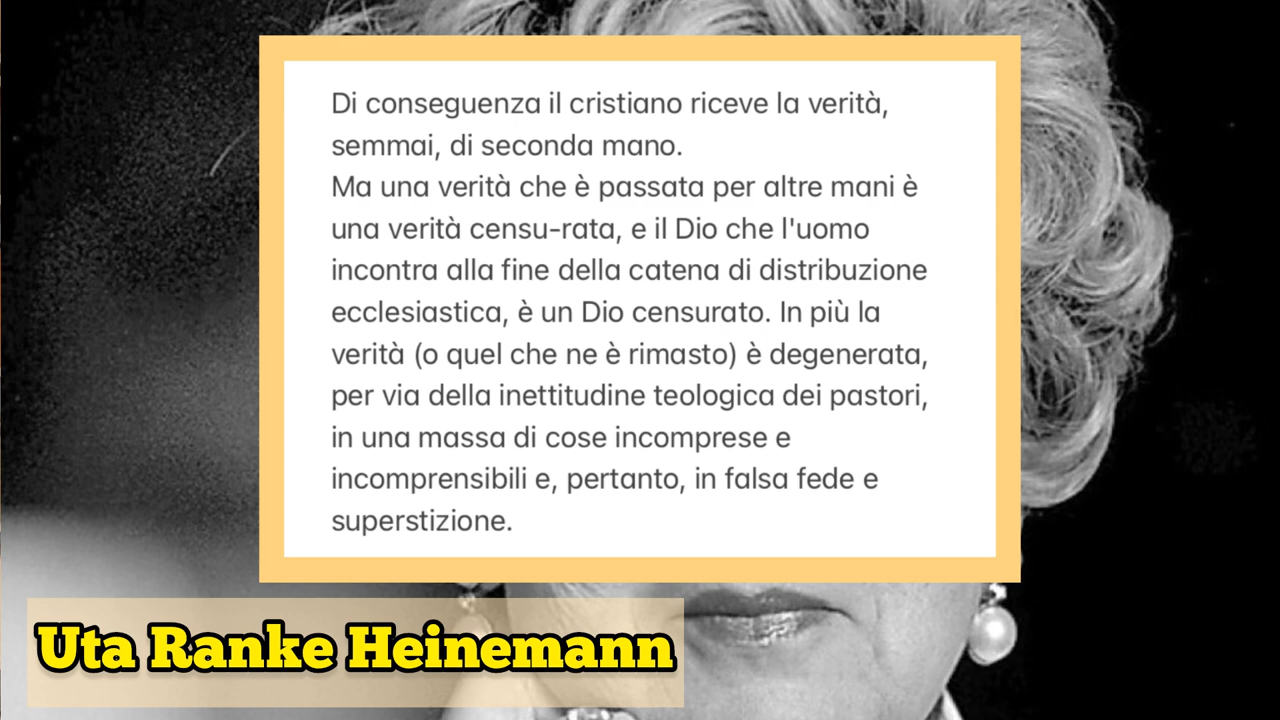 Di conseguenza il cristiano riceve la verità,
semmai, di seconda mano.
Ma una verità che è passata per altre mani è
una verità censu-rata, e il Dio che l'uomo
incontra alla fine della catena di distribuzione
ecclesiastica, è un Dio censurato. In più la
verità (o quel che ne è rimasto) è degenerata,
per via della inettitudine teologica dei pastori,
in una massa di cose incomprese e
incomprensibili e, pertanto, in falsa fede e
superstizione.
Uta Ranke Heinemann